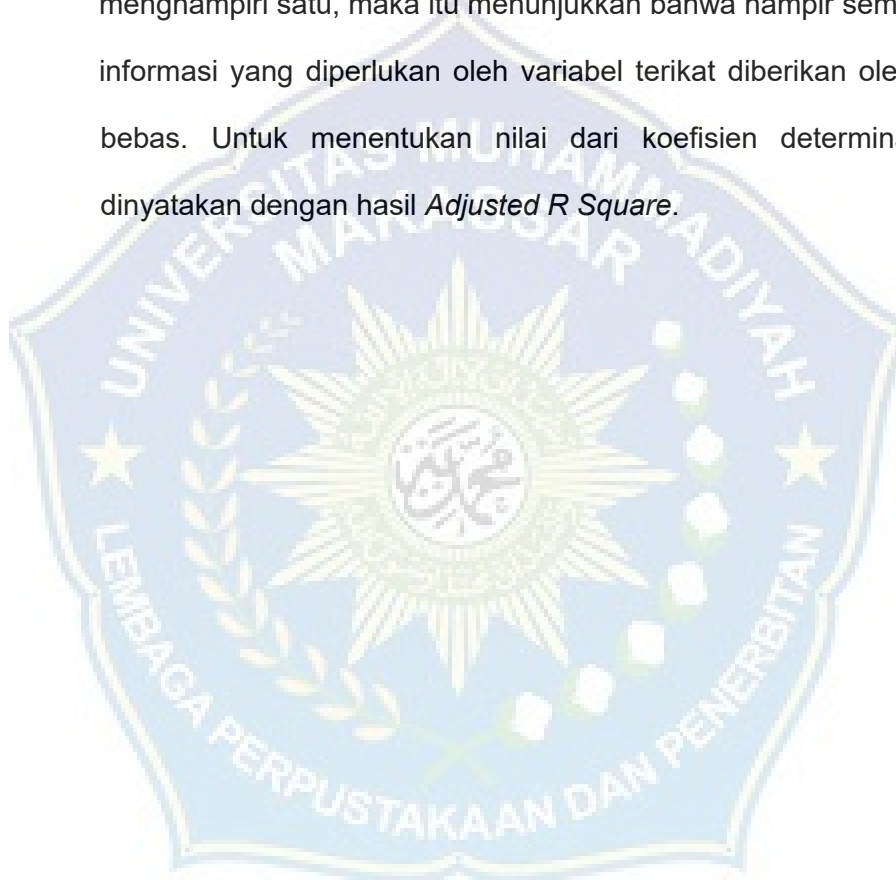 menghampiri satu, maka itu menunjukkan bahwa hampir sem
informasi yang diperlukan oleh variabel terikat diberikan ole
bebas. Untuk menentukan nilai dari koefisien determin
dinyatakan dengan hasil Adjusted R Square.
UNIVERSITAS MUHAMMADIYAH
MAKASSAR
LEMBAGA PERPUSTAKAAN DAN PENERBITAN